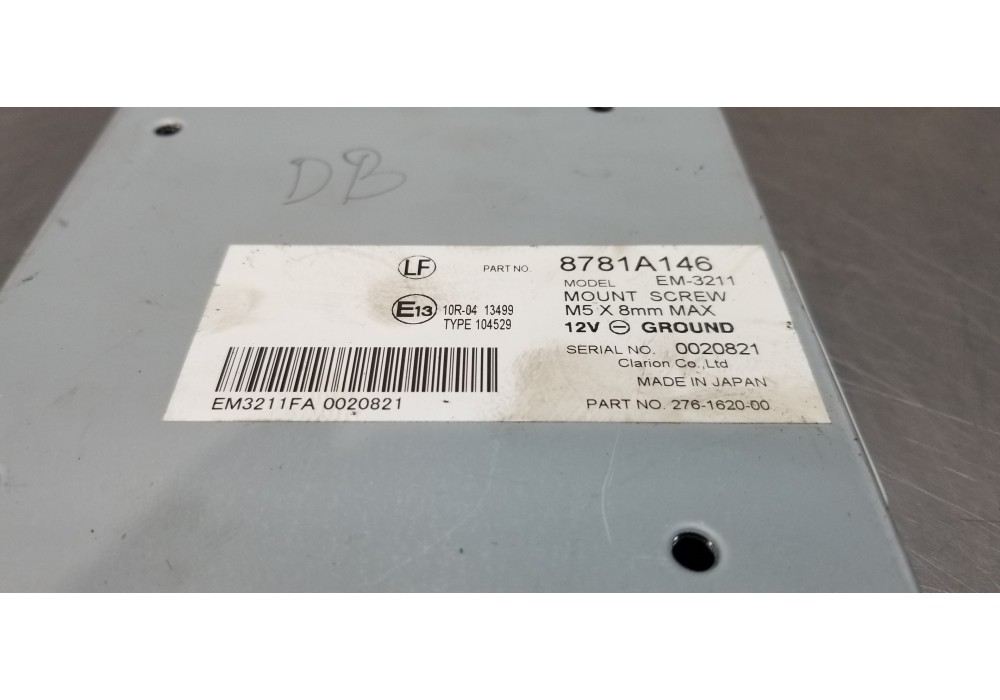 DB
LF
PART NO. 8781A146
MODEL EM-3211
MOUNT SCREW
M5 X 8mm MAX
12V ⊖ GROUND
E13 10R-04 13499
TYPE 104529
SERIAL NO. 0020821
Clarion Co.,Ltd
MADE IN JAPAN
EM3211FA 0020821
PART NO. 276-1620-00